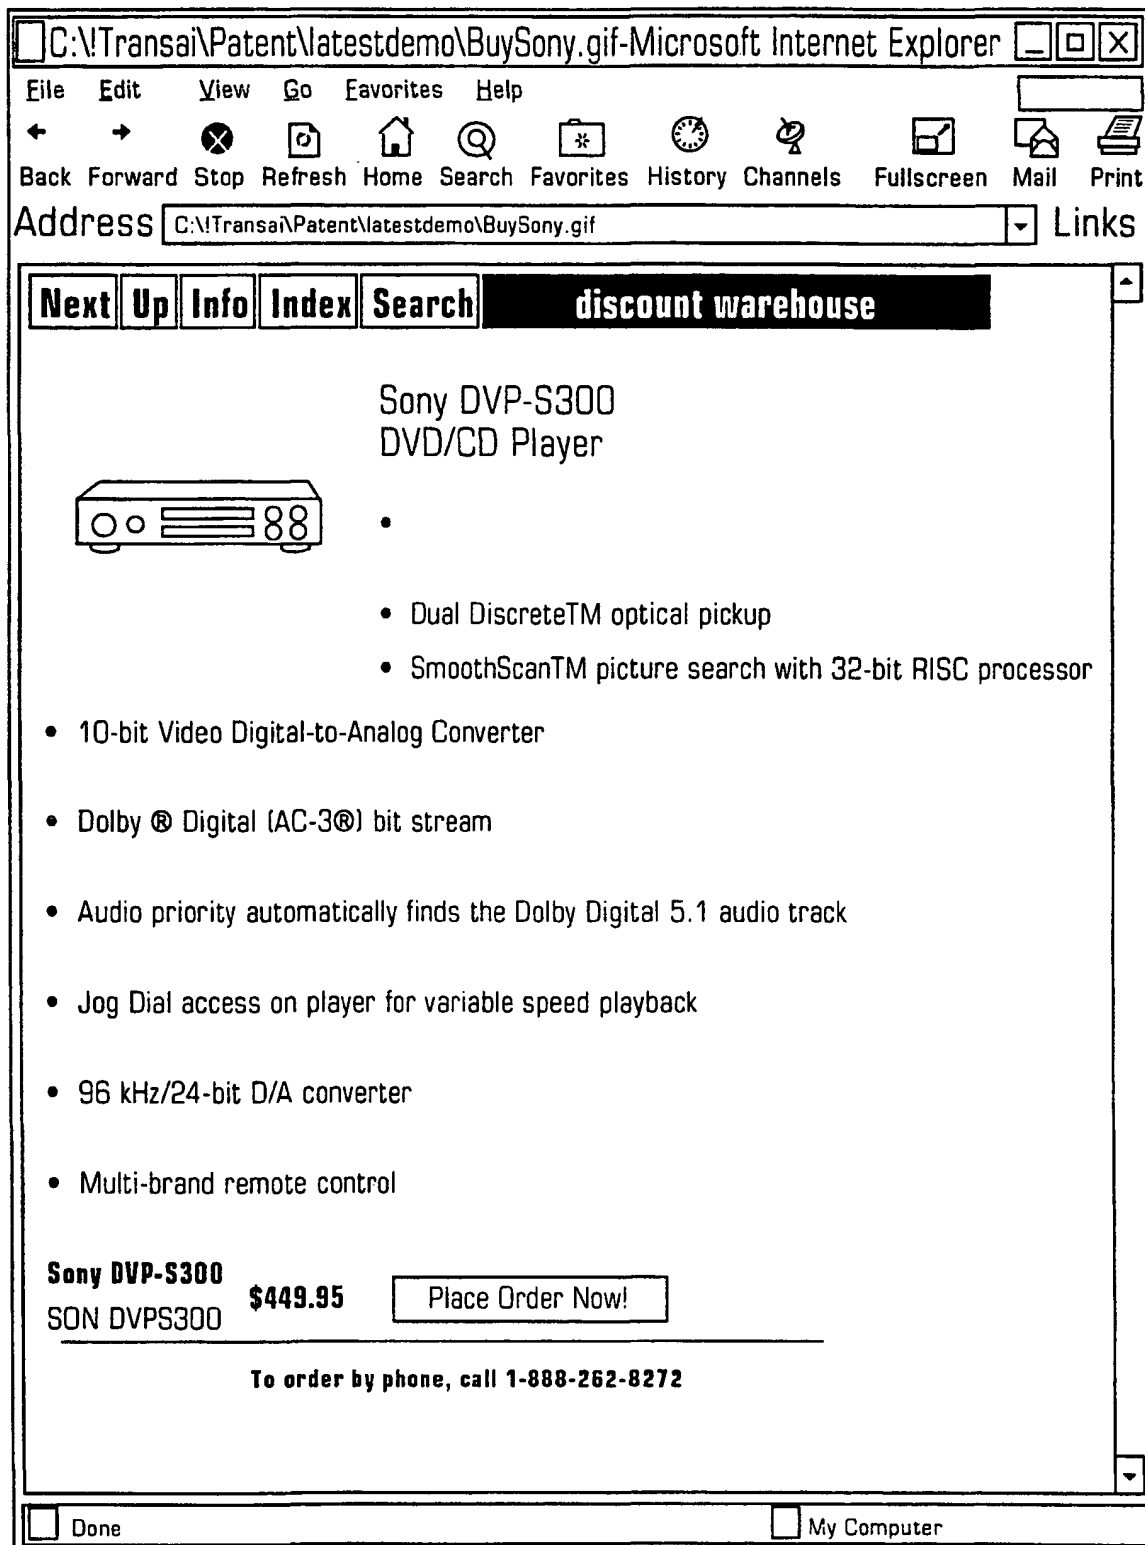 C:\!Transai\Patent\latestdemo\BuySony.gif-Microsoft Internet Explorer
File Edit View Go Favorites Help
Back Forward Stop Refresh Home Search Favorites History Channels Fullscreen Mail Print
Address C:\!Transai\Patent\latestdemo\BuySony.gif Links
Next Up Info Index Search discount warehouse
Sony DVP-S300
DVD/CD Player
•
• Dual DiscreteTM optical pickup
• SmoothScanTM picture search with 32-bit RISC processor
• 10-bit Video Digital-to-Analog Converter
• Dolby ® Digital (AC-3®) bit stream
• Audio priority automatically finds the Dolby Digital 5.1 audio track
• Jog Dial access on player for variable speed playback
• 96 kHz/24-bit D/A converter
• Multi-brand remote control
Sony DVP-S300
SON DVPS300 $449.95 Place Order Now!
To order by phone, call 1-888-262-8272
Done My Computer